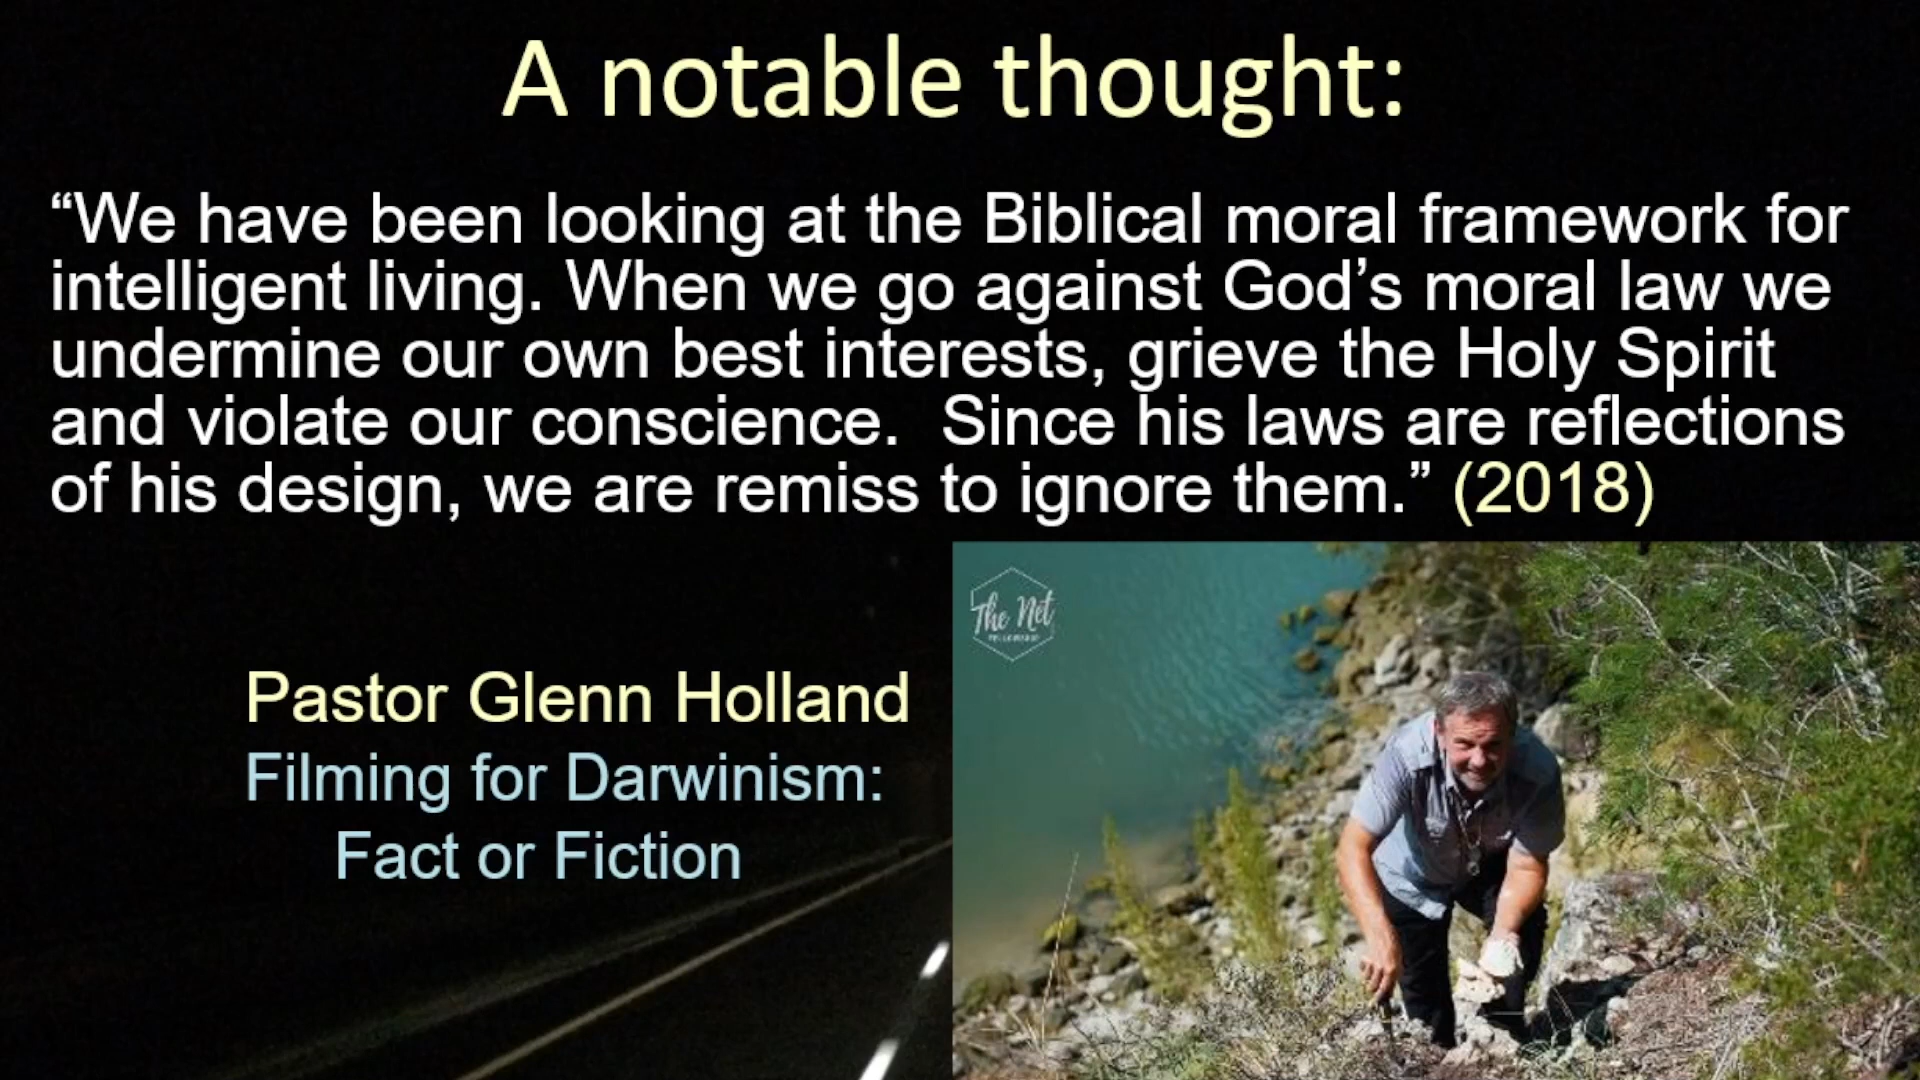 A notable thought:
“We have been looking at the Biblical moral framework for
intelligent living. When we go against God’s moral law we
undermine our own best interests, grieve the Holy Spirit
and violate our conscience.  Since his laws are reflections
of his design, we are remiss to ignore them.” (2018)
The Net
FELLOWSHIP
Pastor Glenn Holland
Filming for Darwinism:
Fact or Fiction